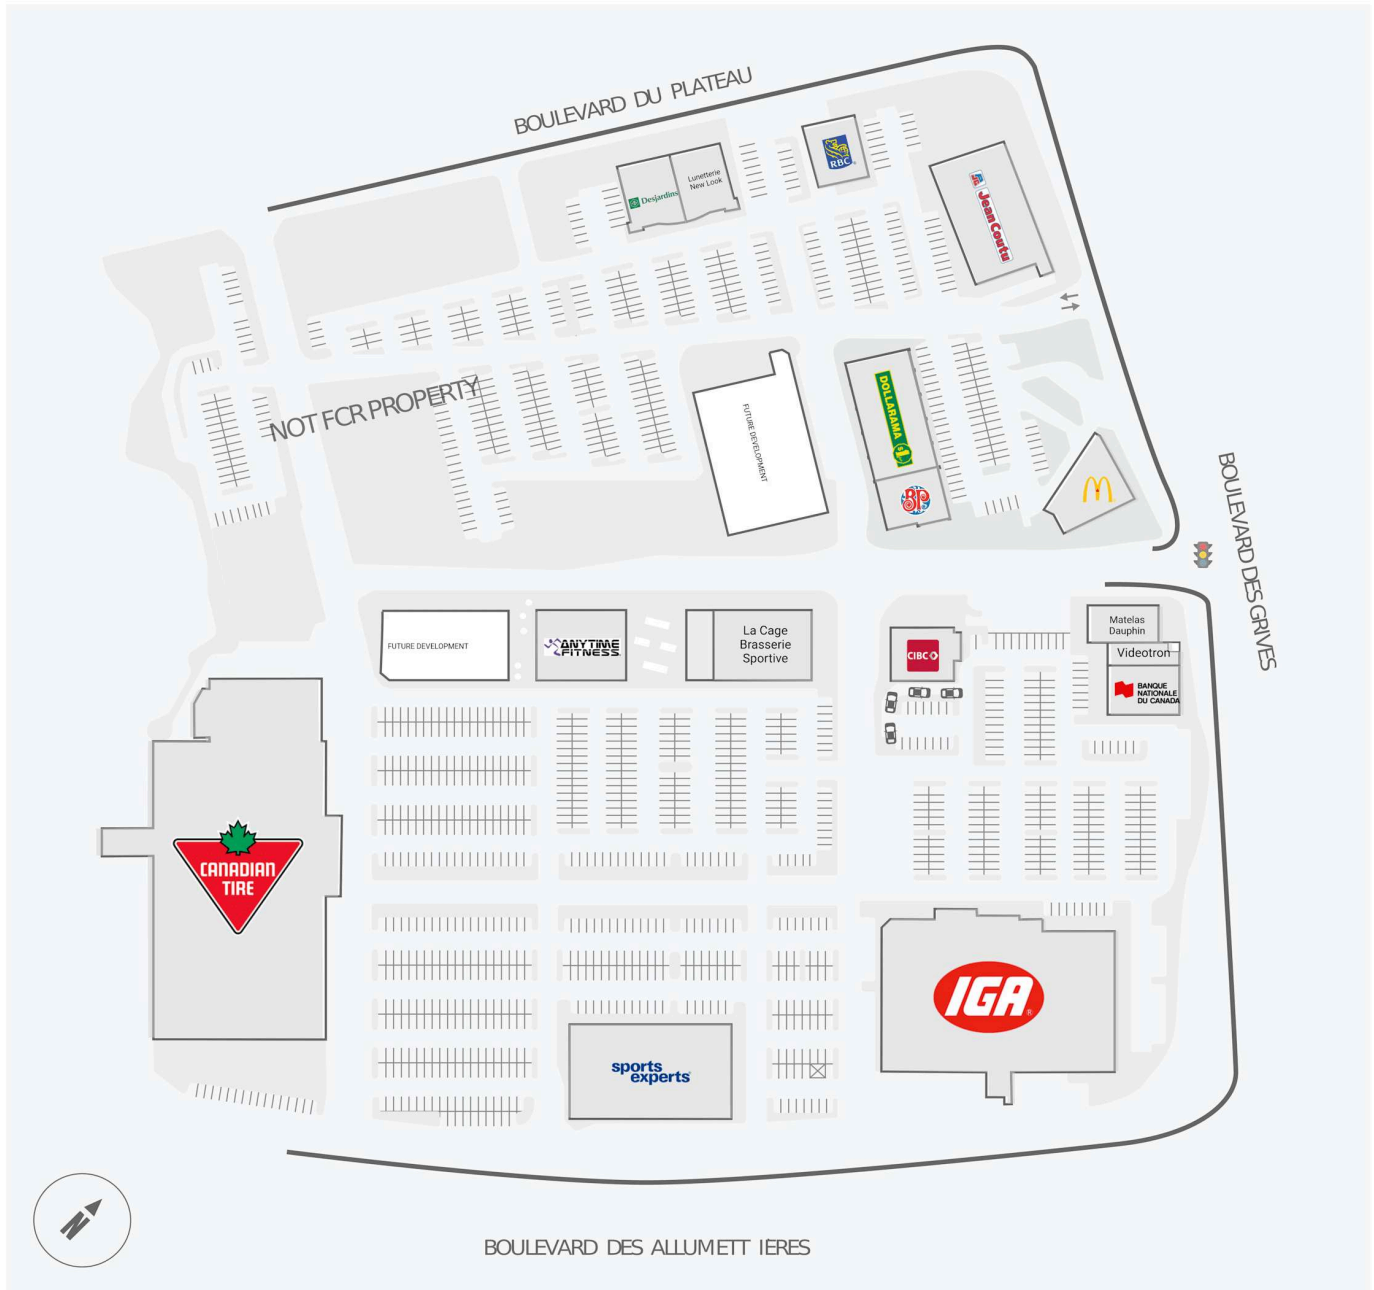 BOULEVARD DU PLATEAU
RBC
Lunetterie
New Look
Desjardins
Jean Coutu
NOT FCR PROPERTY
FUTURE DEVELOPMENT
DOLLARAMA
BP
BOULEVARD DES GRIVES
FUTURE DEVELOPMENT
ANYTIME
FITNESS
La Cage
Brasserie
Sportive
CIBC
Matelas
Dauphin
Videotron
BANQUE
NATIONALE
DU CANADA
CANADIAN
TIRE
IGA
sports
experts
N
BOULEVARD DES ALLUMETT IERES